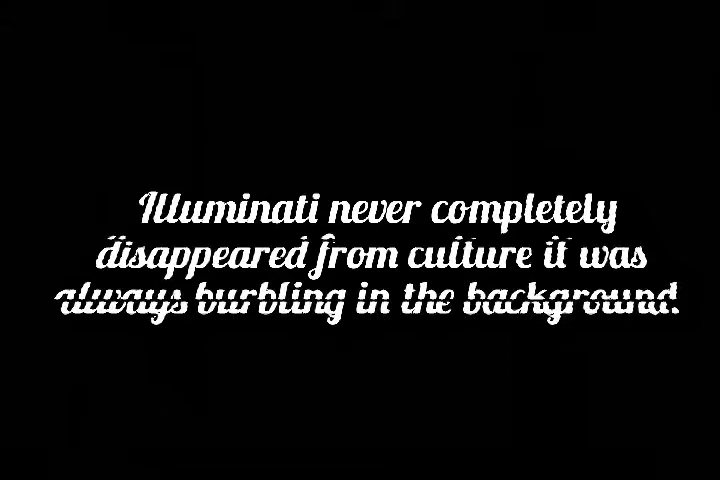 Illuminati never completely
disappeared from culture it was
always burbling in the background.